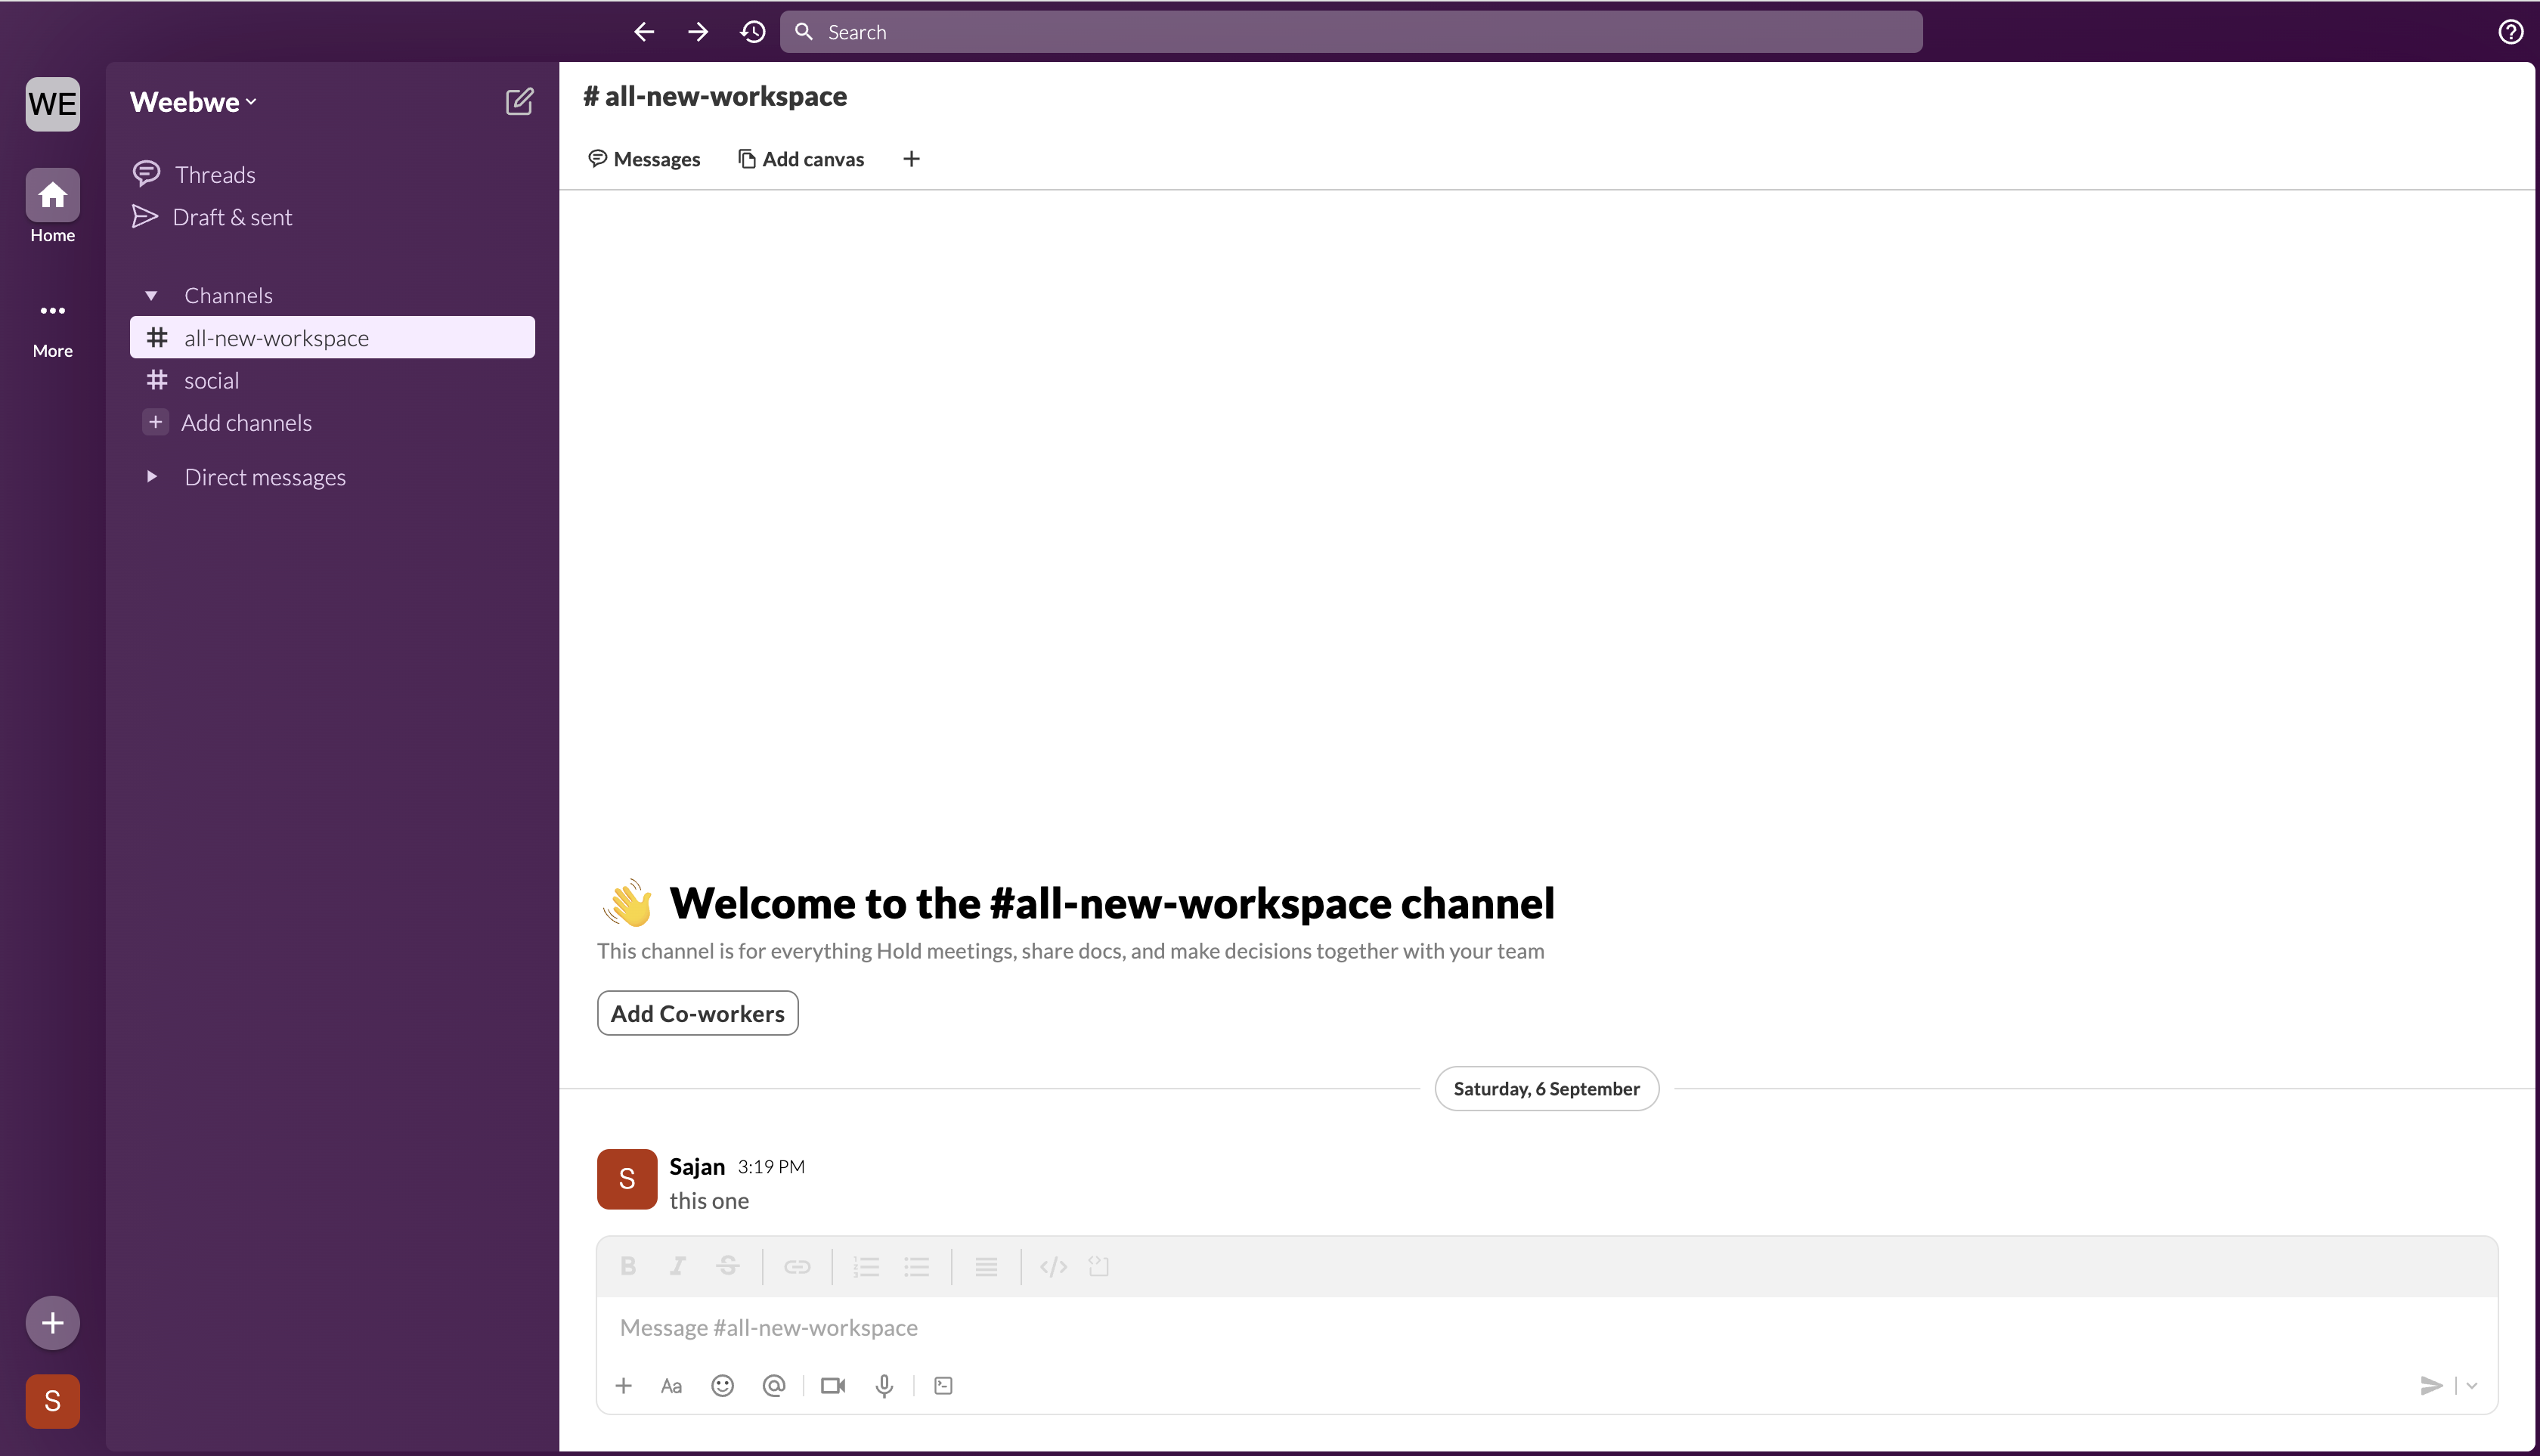 Search
WE
Weebwe
Home
More
Threads
Draft & sent
Channels
all-new-workspace
social
Add channels
Direct messages
# all-new-workspace
Messages Add canvas
👋 Welcome to the #all-new-workspace channel
This channel is for everything Hold meetings, share docs, and make decisions together with your team
Add Co-workers
Saturday, 6 September
S
Sajan 3:19 PM
this one
Message #all-new-workspace
Aa
S